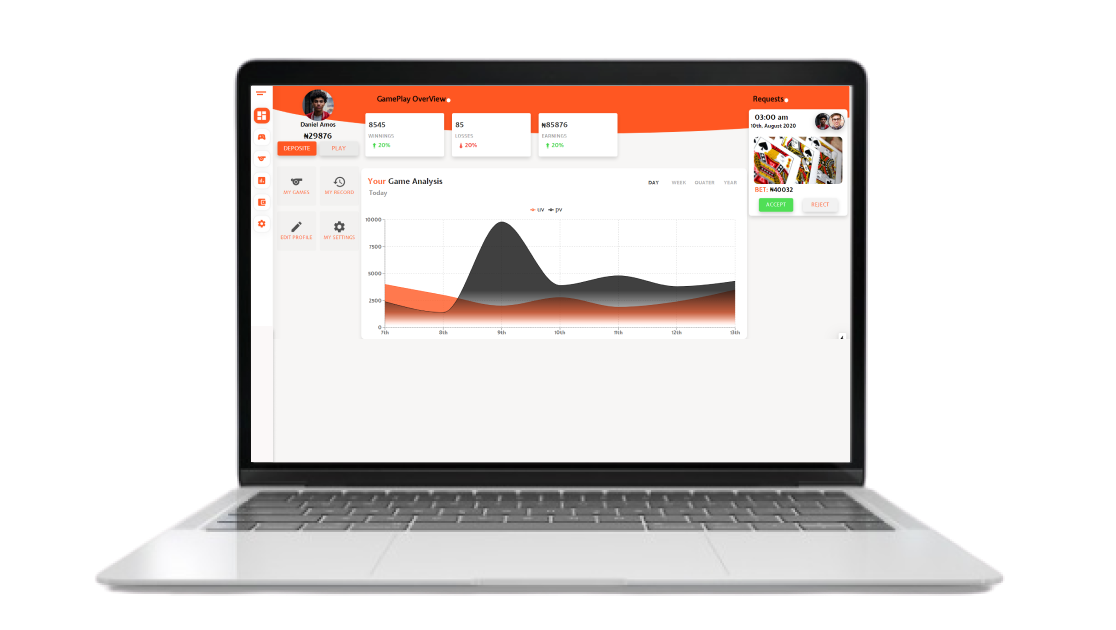 Daniel Amos
₦29876
DEPOSITE
PLAY
MY GAMES
MY RECORD
EDIT PROFILE
MY SETTINGS
GamePlay OverView
8545
WINNINGS
20%
85
LOSSES
20%
₦85876
EARNINGS
20%
Your Game Analysis
Today
DAY
WEEK
QUATER
YEAR
uv
pv
10000
7500
5000
2500
0
7th
8th
9th
10th
11th
12th
13th
Requests
03:00 am
10th. August 2020
BET: ₦40032
ACCEPT
REJECT